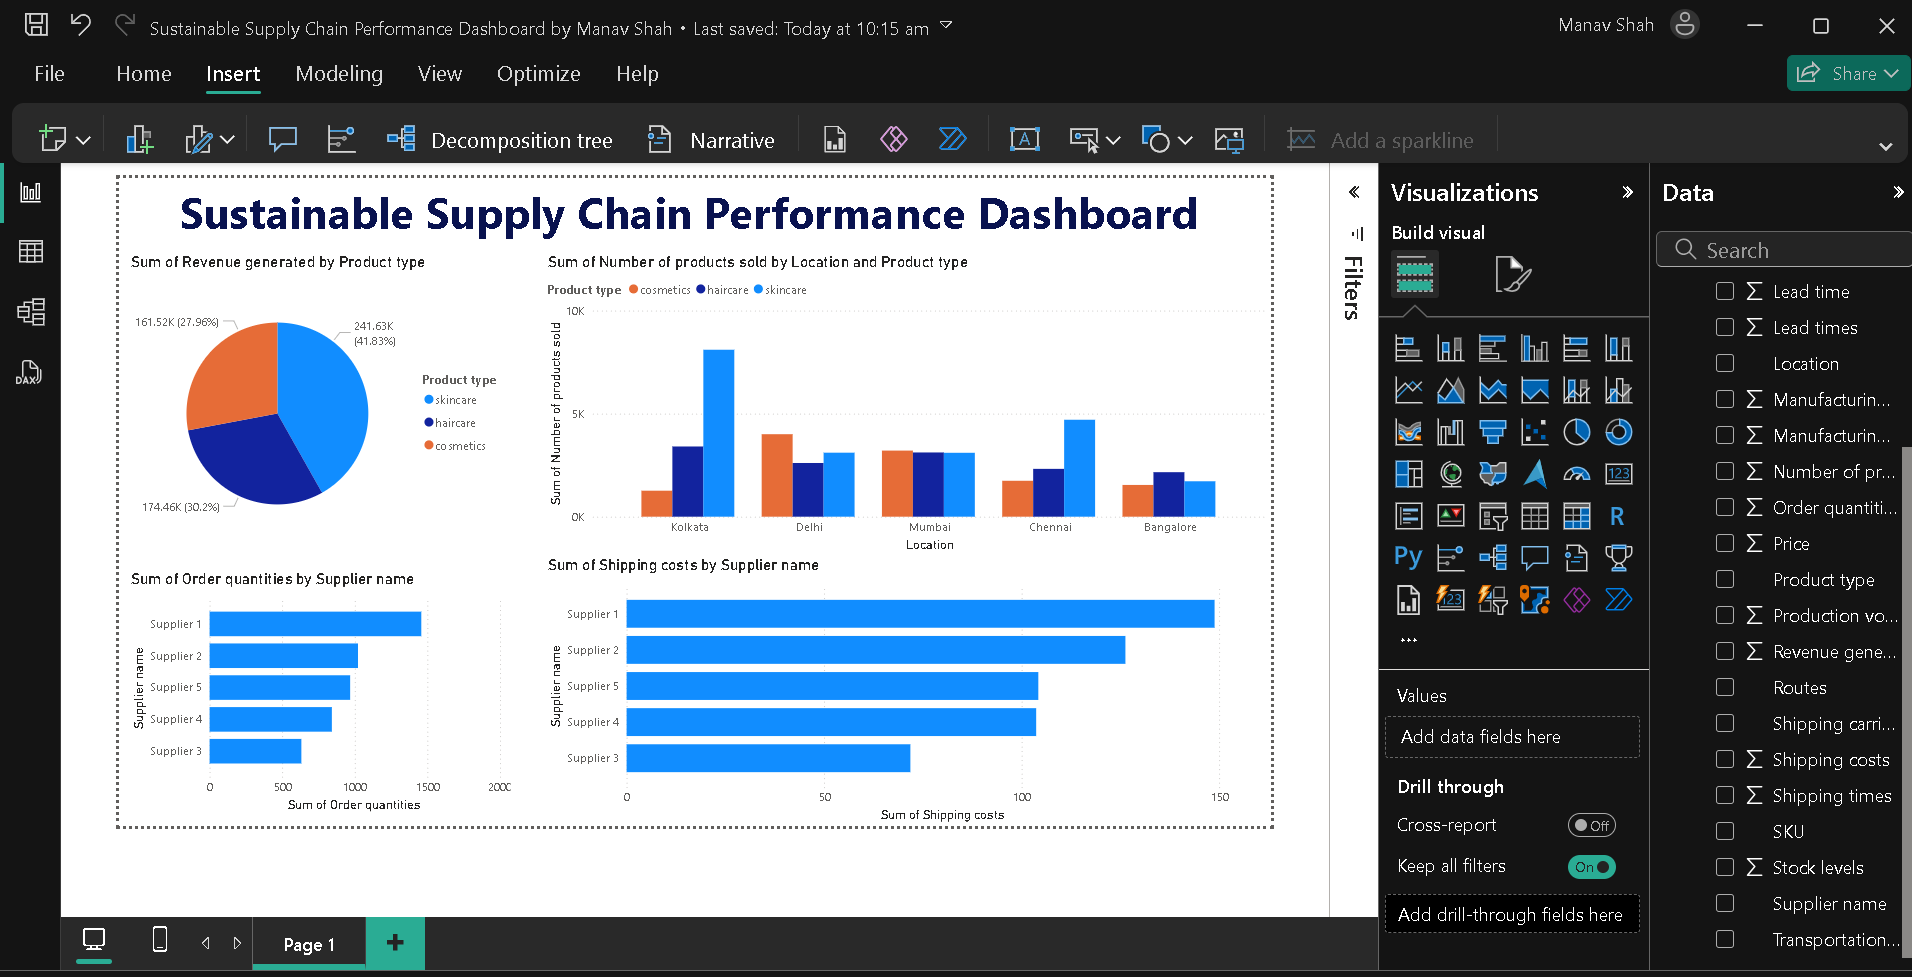 Sustainable Supply Chain Performance Dashboard by Manav Shah • Last saved: Today at 10:15 am
Manav Shah
File Home Insert Modeling View Optimize Help
Share
Decomposition tree
Narrative
Add a sparkline
Sustainable Supply Chain Performance Dashboard
Sum of Revenue generated by Product type
161.52K (27.96%)
241.63K
(41.83%)
174.46K (30.2%)
Product type
skincare
haircare
cosmetics
Sum of Number of products sold by Location and Product type
Product type cosmetics haircare skincare
Sum of Number of products sold
10K
5K
0K
Kolkata Delhi Mumbai Chennai Bangalore
Location
Sum of Order quantities by Supplier name
Supplier name
Supplier 1
Supplier 2
Supplier 5
Supplier 4
Supplier 3
0 500 1000 1500 2000
Sum of Order quantities
Sum of Shipping costs by Supplier name
Supplier name
Supplier 1
Supplier 2
Supplier 5
Supplier 4
Supplier 3
0 50 100 150
Sum of Shipping costs
Filters
Visualizations
Build visual
123
R
Py
123
...
Values
Add data fields here
Drill through
Cross-report Off
Keep all filters On
Add drill-through fields here
Data
Search
Lead time
Lead times
Location
Manufacturin...
Manufacturin...
Number of pr...
Order quantiti...
Price
Product type
Production vo...
Revenue gene...
Routes
Shipping carri...
Shipping costs
Shipping times
SKU
Stock levels
Supplier name
Transportation...
DAX
Page 1